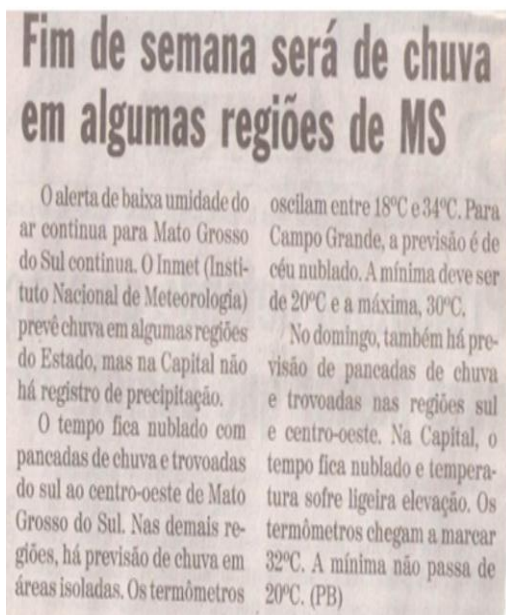 Fim de semana será de chuva
em algumas regiões de MS
O alerta de baixa umidade do
ar continua para Mato Grosso
do Sul continua. O Inmet (Insti-
tuto Nacional de Meteorologia)
prevê chuva em algumas regiões
do Estado, mas na Capital não
há registro de precipitação.
O tempo fica nublado com
pancadas de chuva e trovoadas
do sul ao centro-oeste de Mato
Grosso do Sul. Nas demais re-
giões, há previsão de chuva em
áreas isoladas. Os termômetros
oscilam entre 18ºC e 34ºC. Para
Campo Grande, a previsão é de
céu nublado. A mínima deve ser
de 20ºC e a máxima, 30ºC.
No domingo, também há pre-
visão de pancadas de chuva
e trovoadas nas regiões sul
e centro-oeste. Na Capital, o
tempo fica nublado e tempera-
tura sofre ligeira elevação. Os
termômetros chegam a marcar
32ºC. A mínima não passa de
20ºC. (PB)